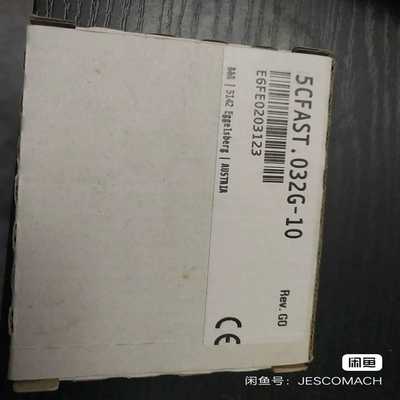 5CFAST.032G-10
E6FE0203123
B&R | 5142 Eggelsberg | AUSTRIA
Rev.G0
CE
闲鱼
闲鱼号：JESCOMACH